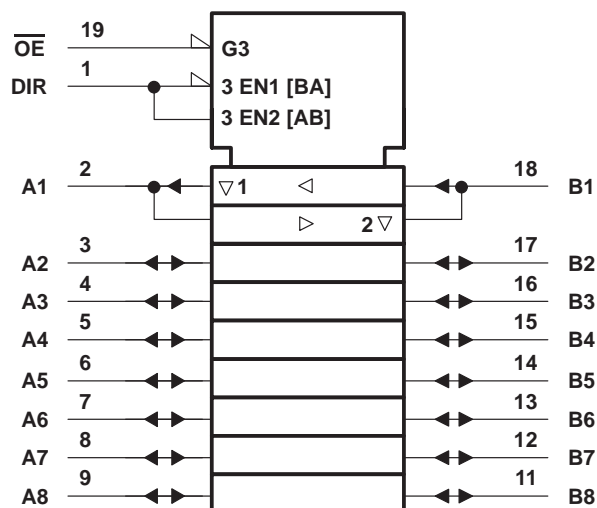 19
OE
G3
1
DIR
3 EN1 [BA]
3 EN2 [AB]
2
18
A1
▽1
◁
B1
▷
2▽
3
17
A2
B2
4
16
A3
B3
5
15
A4
B4
6
14
A5
B5
7
13
A6
B6
8
12
A7
B7
9
11
A8
B8